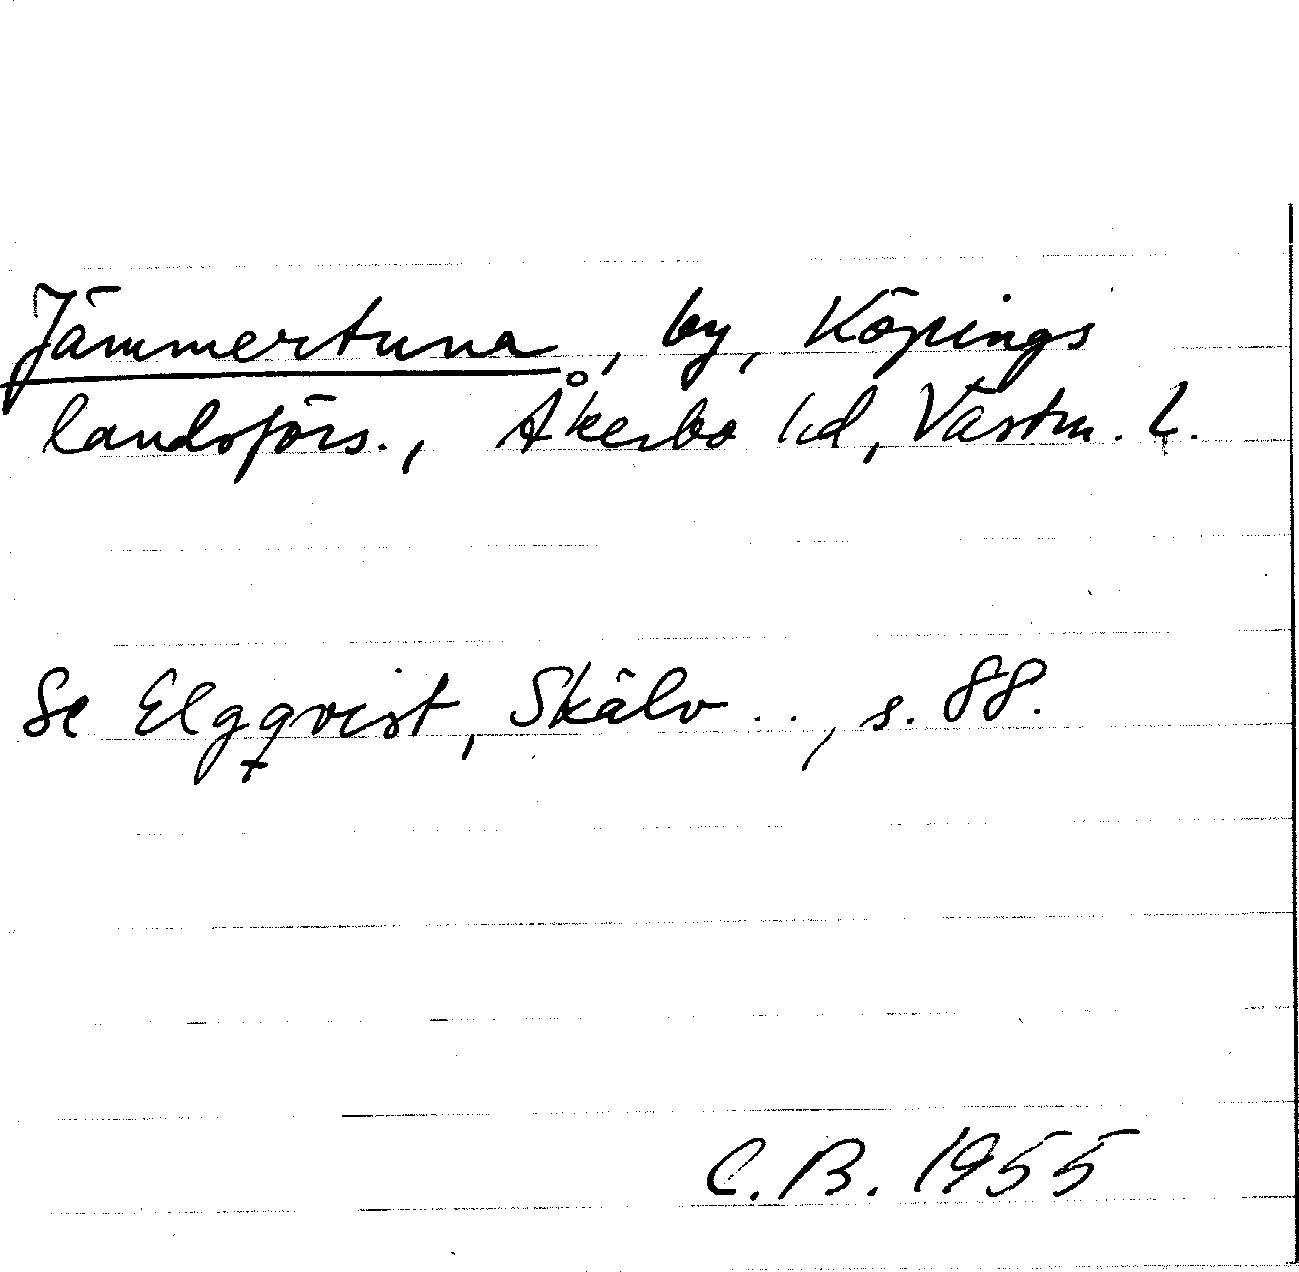 Jämmertuna, by, Köpings
landsförs., Åkerbo hd, Västm. l.
Se Elgqvist, Skälv..., s. 88.
C.B. 1955